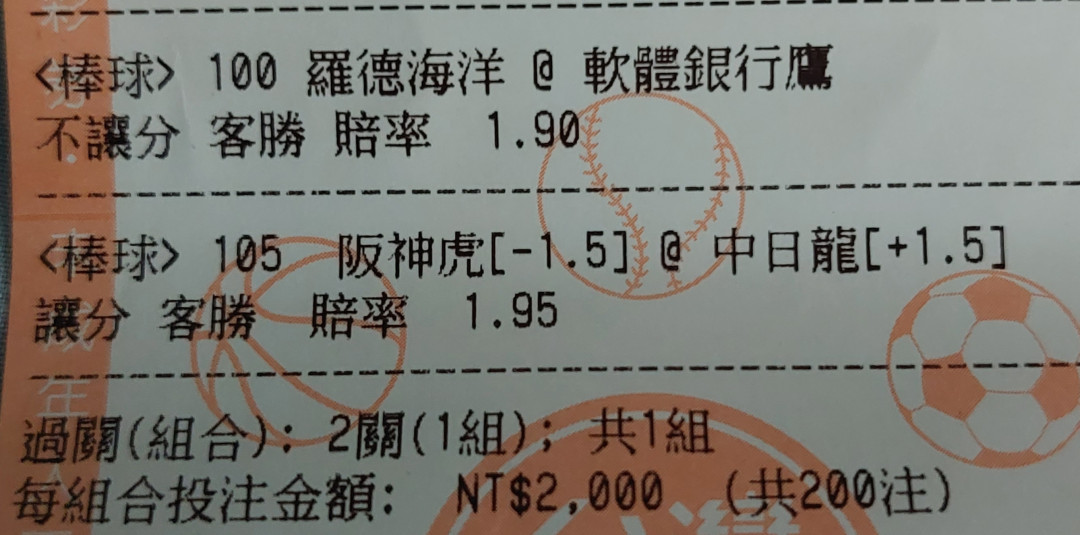 <棒球> 100 羅德海洋 @ 軟體銀行鷹
不讓分 客勝 賠率 1.90
<棒球> 105 阪神虎[-1.5] @ 中日龍[+1.5]
讓分 客勝 賠率 1.95
過關(組合): 2關(1組); 共1組
每組合投注金額: NT$2,000 (共200注)